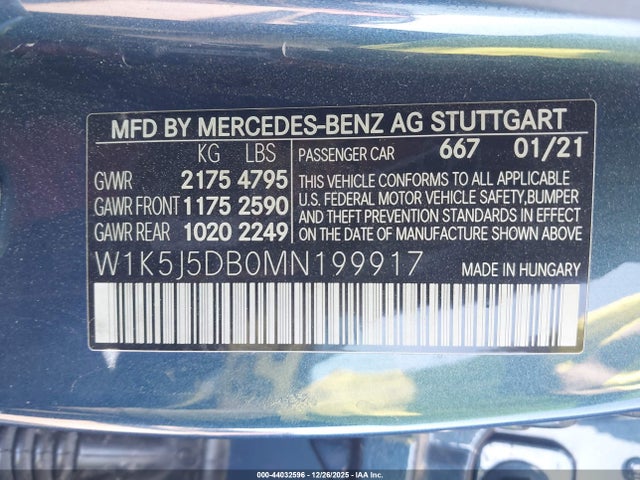 MFD BY MERCEDES-BENZ AG STUTTGART
KG LBS PASSENGER CAR 667 01/21
GVWR 2175 4795 THIS VEHICLE CONFORMS TO ALL APPLICABLE
GAWR FRONT 1175 2590 U.S. FEDERAL MOTOR VEHICLE SAFETY, BUMPER
GAWR REAR 1020 2249 AND THEFT PREVENTION STANDARDS IN EFFECT ON THE DATE OF MANUFACTURE SHOWN ABOVE
W1K5J5DB0MN199917 MADE IN HUNGARY
000-44032596 - 12/26/2025 - IAA, Inc.